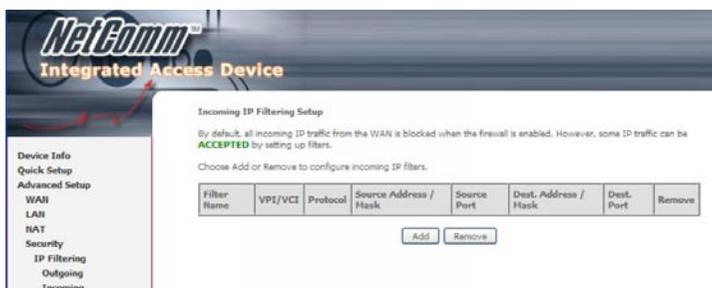 NetComm™
Integrated Access Device
Device Info
Quick Setup
Advanced Setup
WAN
LAN
NAT
Security
IP Filtering
Outgoing
Incoming
Incoming IP Filtering Setup
By default, all incoming IP traffic from the WAN is blocked when the firewall is enabled. However, some IP traffic can be
ACCEPTED by setting up filters.
Choose Add or Remove to configure incoming IP filters.
Filter Name VPI/VCI Protocol Source Address / Mask Source Port Dest. Address / Mask Dest. Port Remove
Add Remove